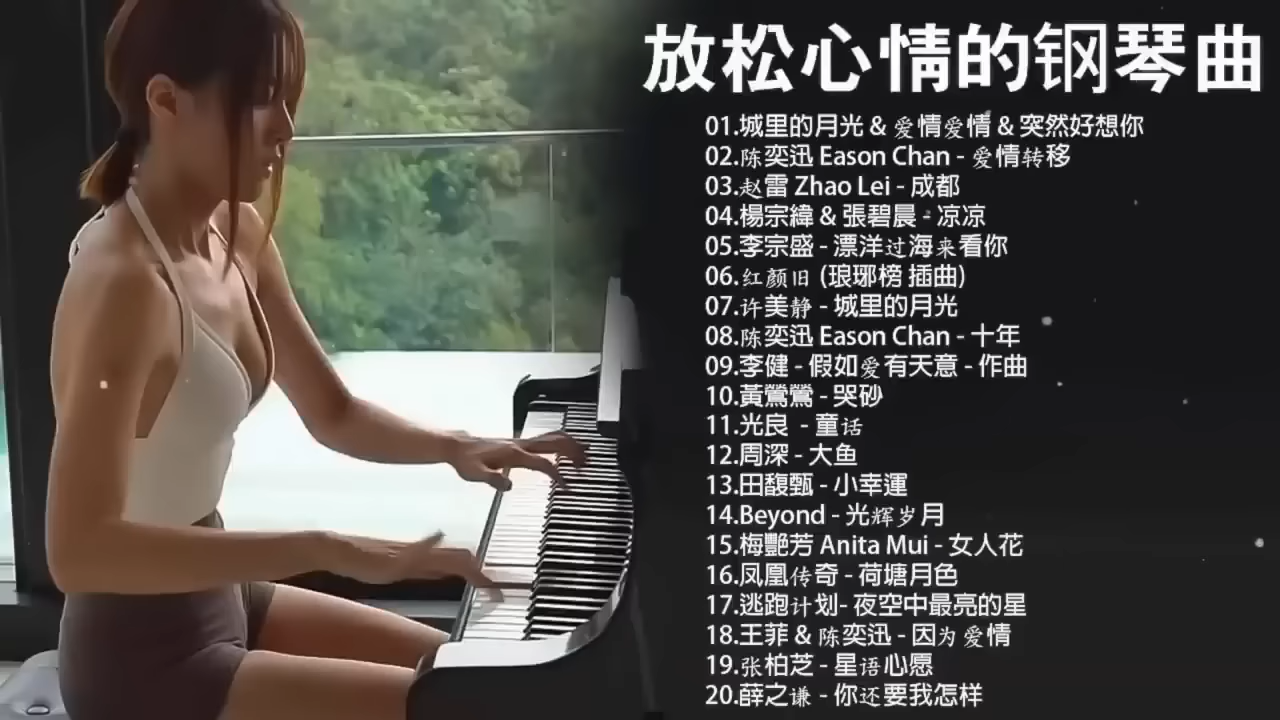 放松心情的钢琴曲
01.城里的月光 & 爱情爱情 & 突然好想你
02.陈奕迅 Eason Chan - 爱情转移
03.赵雷 Zhao Lei - 成都
04.楊宗緯 & 張碧晨 - 凉凉
05.李宗盛 - 漂洋过海来看你
06.红颜旧 (琅琊榜 插曲)
07.许美静 - 城里的月光
08.陈奕迅 Eason Chan - 十年
09.李健 - 假如爱有天意 - 作曲
10.黃鶯鶯 - 哭砂
11.光良 - 童话
12.周深 - 大鱼
13.田馥甄 - 小幸運
14.Beyond - 光辉岁月
15.梅艷芳 Anita Mui - 女人花
16.凤凰传奇 - 荷塘月色
17.逃跑计划- 夜空中最亮的星
18.王菲 & 陈奕迅 - 因为 爱情
19.张柏芝 - 星语心愿
20.薛之谦 - 你还要我怎样